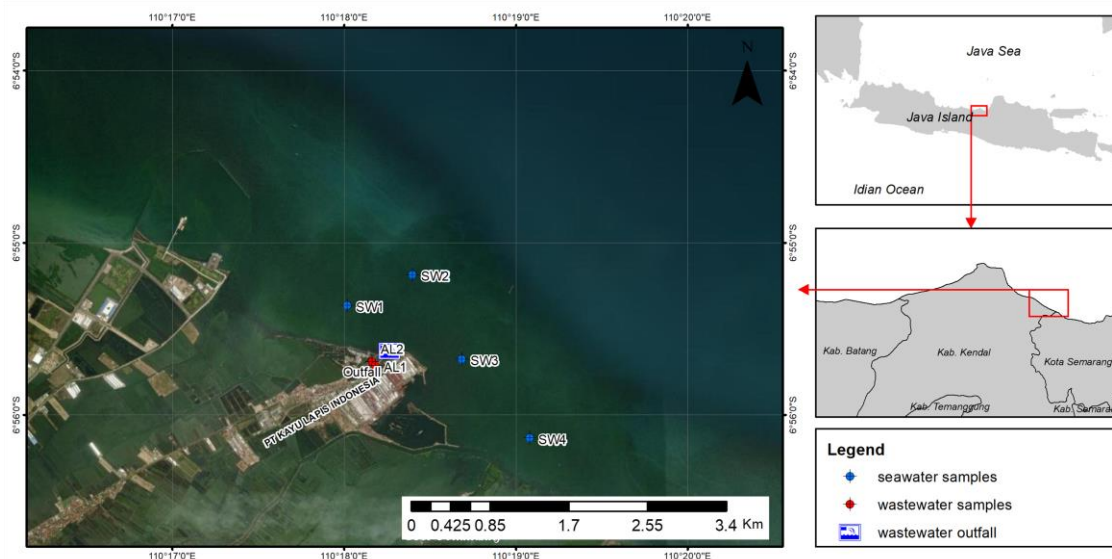 110°17'0"E 110°18'0"E 110°19'0"E 110°20'0"E
6°54'0"S
6°55'0"S
6°56'0"S
N
SW2
SW1
AL2
SW3
Outfall
AL1
PT KAYU LAPIS INDONESIA
SW4
0 0.425 0.85 1.7 2.55 3.4 Km
6°54'0"S
6°55'0"S
6°56'0"S
110°17'0"E 110°18'0"E 110°19'0"E 110°20'0"E
Java Sea
Java Island
Idian Ocean
Kab. Batang
Kab. Kendal
Kota Semarang
Kab. Temanggung
Kab. Semara
Legend
seawater samples
wastewater samples
wastewater outfall